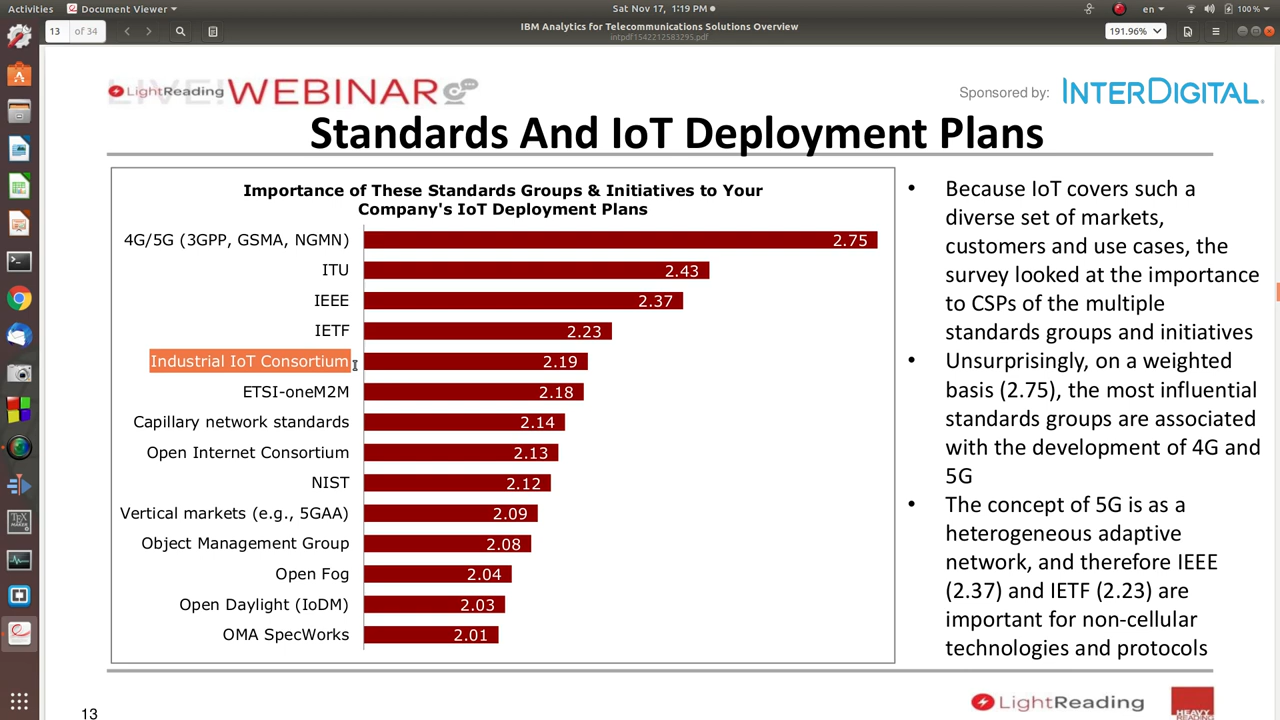 Activities
Document Viewer
Sat Nov 17, 1:19 PM
en
100 %
13
of 34
IBM Analytics for Telecommunications Solutions Overview
intpdf1542212583295.pdf
191.96%
LightReading
LIVE! WEBINAR
Sponsored by:
INTERDIGITAL.
Standards And IoT Deployment Plans
Importance of These Standards Groups & Initiatives to Your
Company's IoT Deployment Plans
4G/5G (3GPP, GSMA, NGMN) 2.75
ITU 2.43
IEEE 2.37
IETF 2.23
Industrial IoT Consortium 2.19
ETSI-oneM2M 2.18
Capillary network standards 2.14
Open Internet Consortium 2.13
NIST 2.12
Vertical markets (e.g., 5GAA) 2.09
Object Management Group 2.08
Open Fog 2.04
Open Daylight (IoDM) 2.03
OMA SpecWorks 2.01
• Because IoT covers such a
diverse set of markets,
customers and use cases, the
survey looked at the importance
to CSPs of the multiple
standards groups and initiatives
• Unsurprisingly, on a weighted
basis (2.75), the most influential
standards groups are associated
with the development of 4G and
5G
• The concept of 5G is as a
heterogeneous adaptive
network, and therefore IEEE
(2.37) and IETF (2.23) are
important for non-cellular
technologies and protocols
LightReading
HEAVY
13